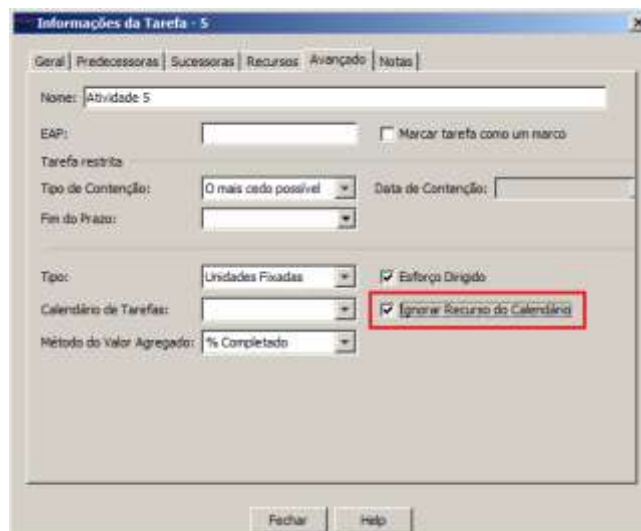 Informações da Tarefa - 5
Geral Predecessoras Sucessoras Recursos Avançado Notas
Nome: Atividade 5
EAP: Marcar tarefa como um marco
Tarefa restrita
Tipo de Contenção: O mais cedo possível Data de Contenção:
Fim do Prazo:
Tipo: Unidades Fixadas Esforço Dirigido
Calendário de Tarefas: Ignorar Recurso do Calendário
Método do Valor Agregado: % Completado
Fechar Help